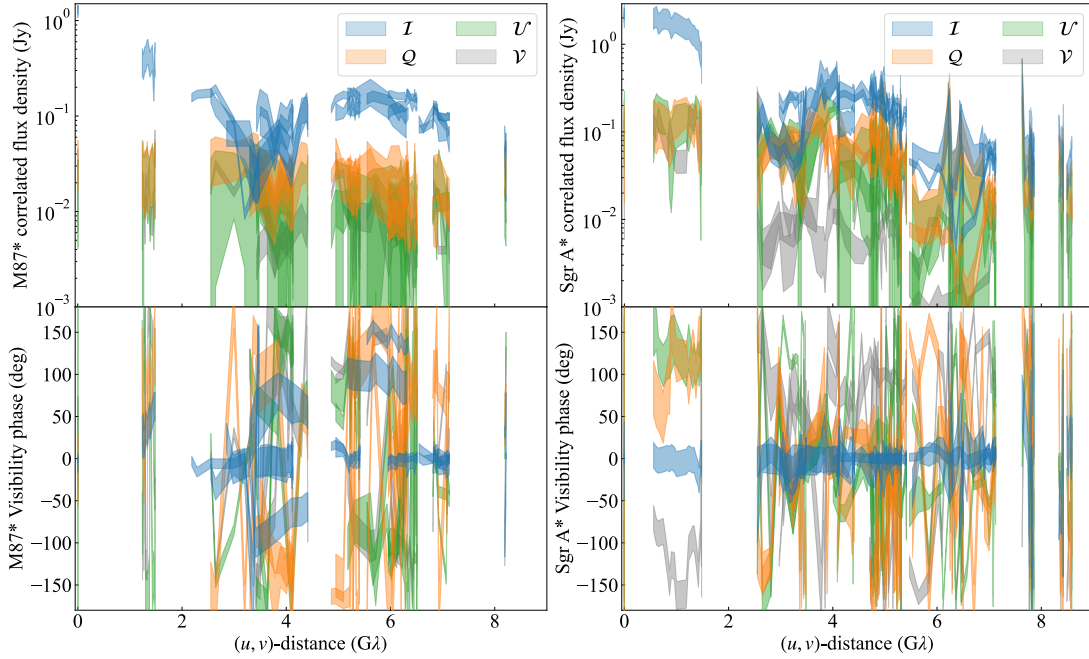 M87* correlated flux density (Jy)
10⁰
10⁻¹
10⁻²
10⁻³
I
Q
U
V
Sgr A* correlated flux density (Jy)
10⁰
10⁻¹
10⁻²
10⁻³
I
Q
U
V
M87* Visibility phase (deg)
150
100
50
0
−50
−100
−150
0
2
4
6
8
(u, v)-distance (Gλ)
Sgr A* Visibility phase (deg)
150
100
50
0
−50
−100
−150
0
2
4
6
8
(u, v)-distance (Gλ)